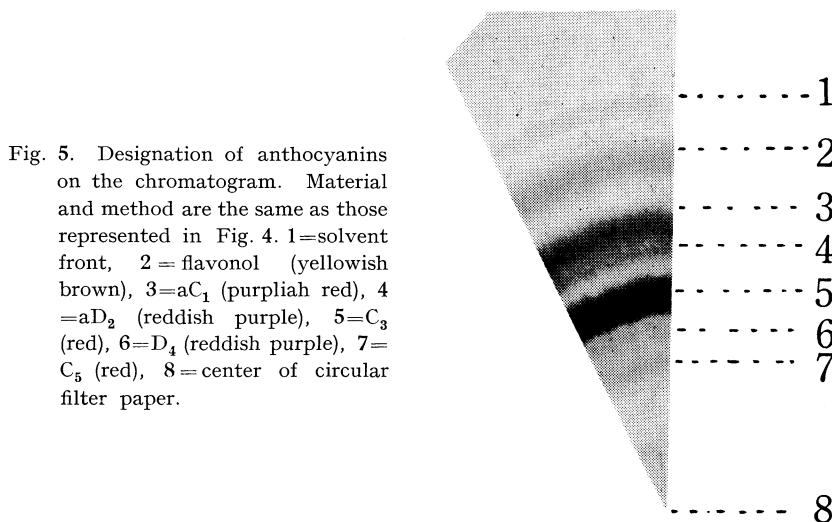 Fig. 5. Designation of anthocyanins
on the chromatogram. Material
and method are the same as those
represented in Fig. 4. 1=solvent
front, 2 = flavonol (yellowish
brown), 3=aC₁ (purpliah red), 4
=aD₂ (reddish purple), 5=C₃
(red), 6=D₄ (reddish purple), 7=
C₅ (red), 8=center of circular
filter paper.
1
2
3
4
5
6
7
8